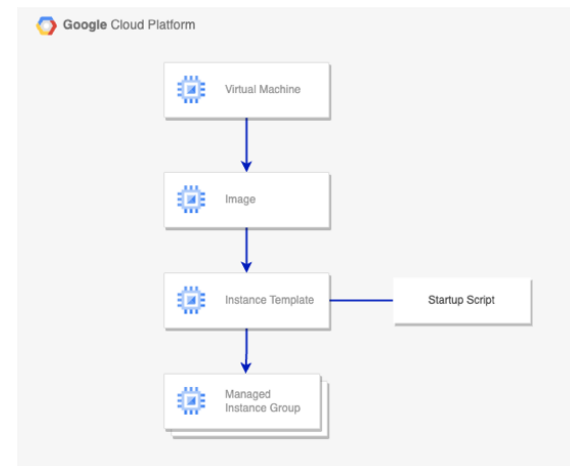 Google Cloud Platform
Virtual Machine
Image
Instance Template
Startup Script
Managed
Instance Group